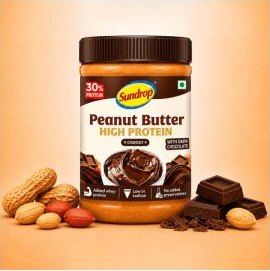 30%
PROTEIN
Sundrop
Peanut Butter
HIGH PROTEIN
CRUNCHY
WITH DARK
CHOCOLATE
Added whey
protein
Low in
sodium
No added
preservatives